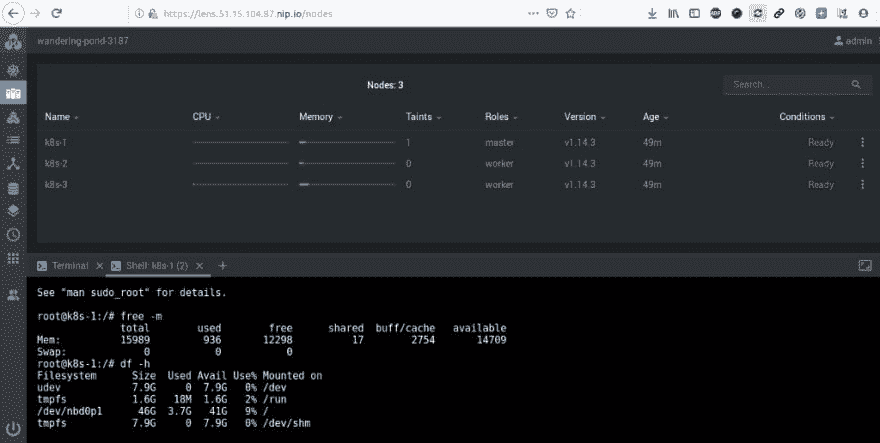 https://lens.51.15.104.87.nip.io/nodes
wandering-pond-3187 admin
Nodes: 3 Search...
Name CPU Memory Taints Roles Version Age Conditions
k8s-1 1 master v1.14.3 49m Ready
k8s-2 0 worker v1.14.3 49m Ready
k8s-3 0 worker v1.14.3 49m Ready
Terminal Shell: k8s-1 (2)
See "man sudo_root" for details.
root@k8s-1:/# free -m
total used free shared buff/cache available
Mem: 15989 936 12298 17 2754 14709
Swap: 0 0 0
root@k8s-1:/# df -h
Filesystem Size Used Avail Use% Mounted on
udev 7.9G 0 7.9G 0% /dev
tmpfs 1.6G 18M 1.6G 2% /run
/dev/nbd0p1 46G 3.7G 41G 9% /
tmpfs 7.9G 0 7.9G 0% /dev/shm